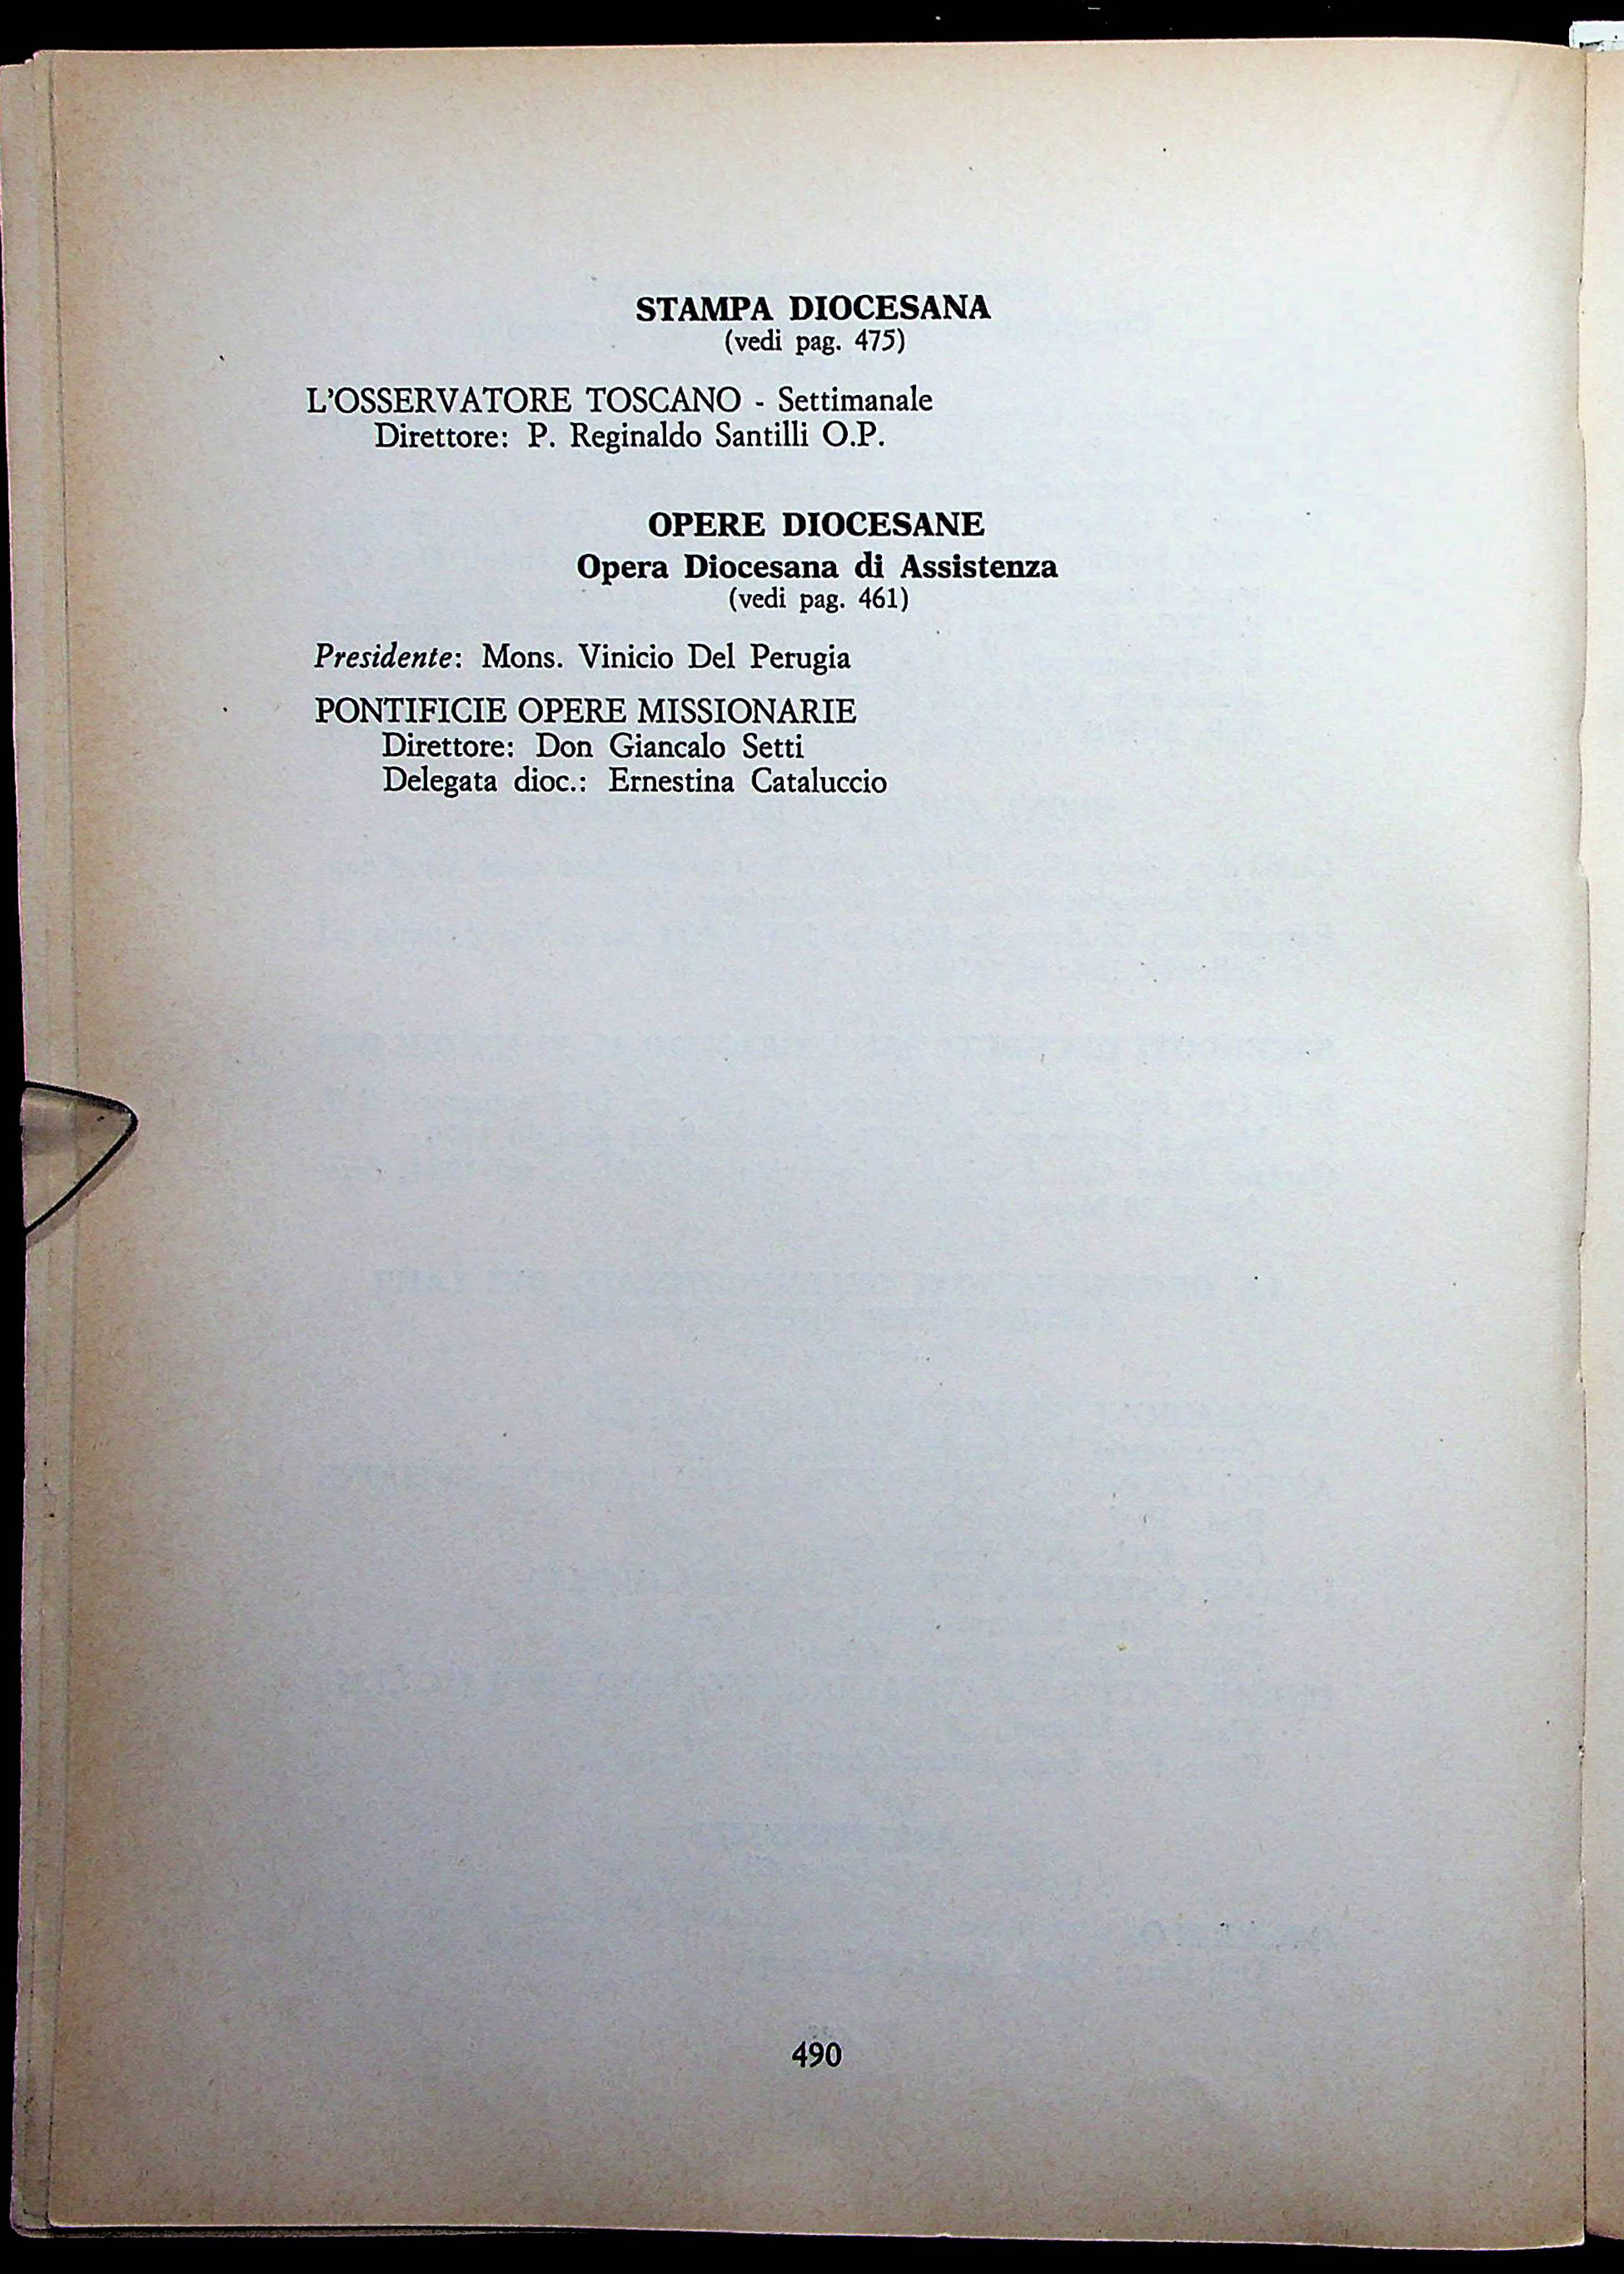 STAMPA DIOCESANA
(vedi pag. 475)
L'OSSERVATORE TOSCANO - Settimanale
Direttore: P. Reginaldo Santilli O.P.
OPERE DIOCESANE
Opera Diocesana di Assistenza
(vedi pag. 461)
Presidente: Mons. Vinicio Del Perugia
PONTIFICIE OPERE MISSIONARIE
Direttore: Don Giancalo Setti
Delegata dioc.: Ernestina Cataluccio
490